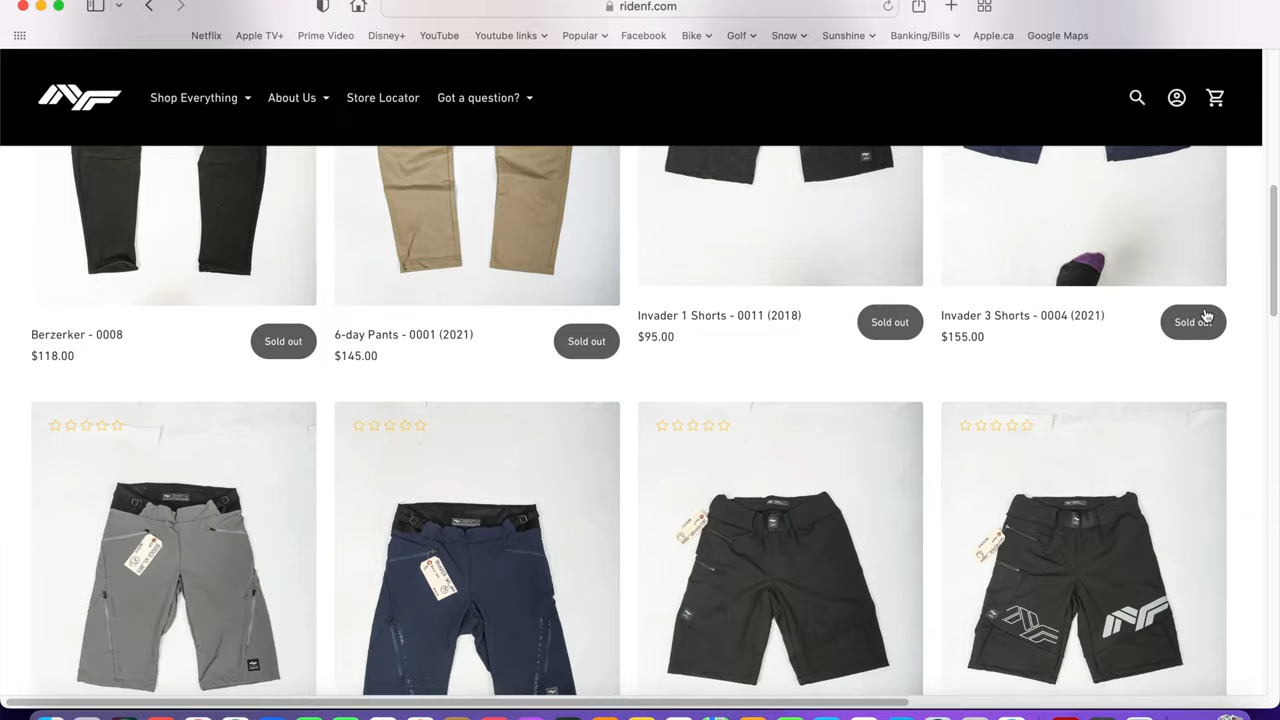 ridenf.com
Netflix Apple TV+ Prime Video Disney+ YouTube Youtube links Popular Facebook Bike Golf Snow Sunshine Banking/Bills Apple.ca Google Maps
NF Shop Everything About Us Store Locator Got a question?
Berzerker - 0008
$118.00
Sold out
6-day Pants - 0001 (2021)
$145.00
Sold out
Invader 1 Shorts - 0011 (2018)
$95.00
Sold out
Invader 3 Shorts - 0004 (2021)
$155.00
Sold out